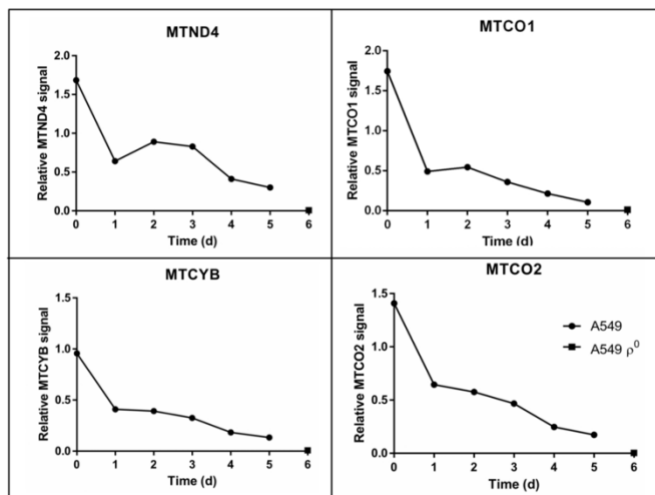 MTND4
Relative MTND4 signal
2.0
1.5
1.0
0.5
0.0
0 1 2 3 4 5 6
Time (d)
MTCO1
Relative MTCO1 signal
2.0
1.5
1.0
0.5
0.0
0 1 2 3 4 5 6
Time (d)
MTCYB
Relative MTCYB signal
1.5
1.0
0.5
0.0
0 1 2 3 4 5 6
Time (d)
MTCO2
Relative MTCO2 signal
1.5
1.0
0.5
0.0
0 1 2 3 4 5 6
Time (d)
A549
A549 ρ⁰